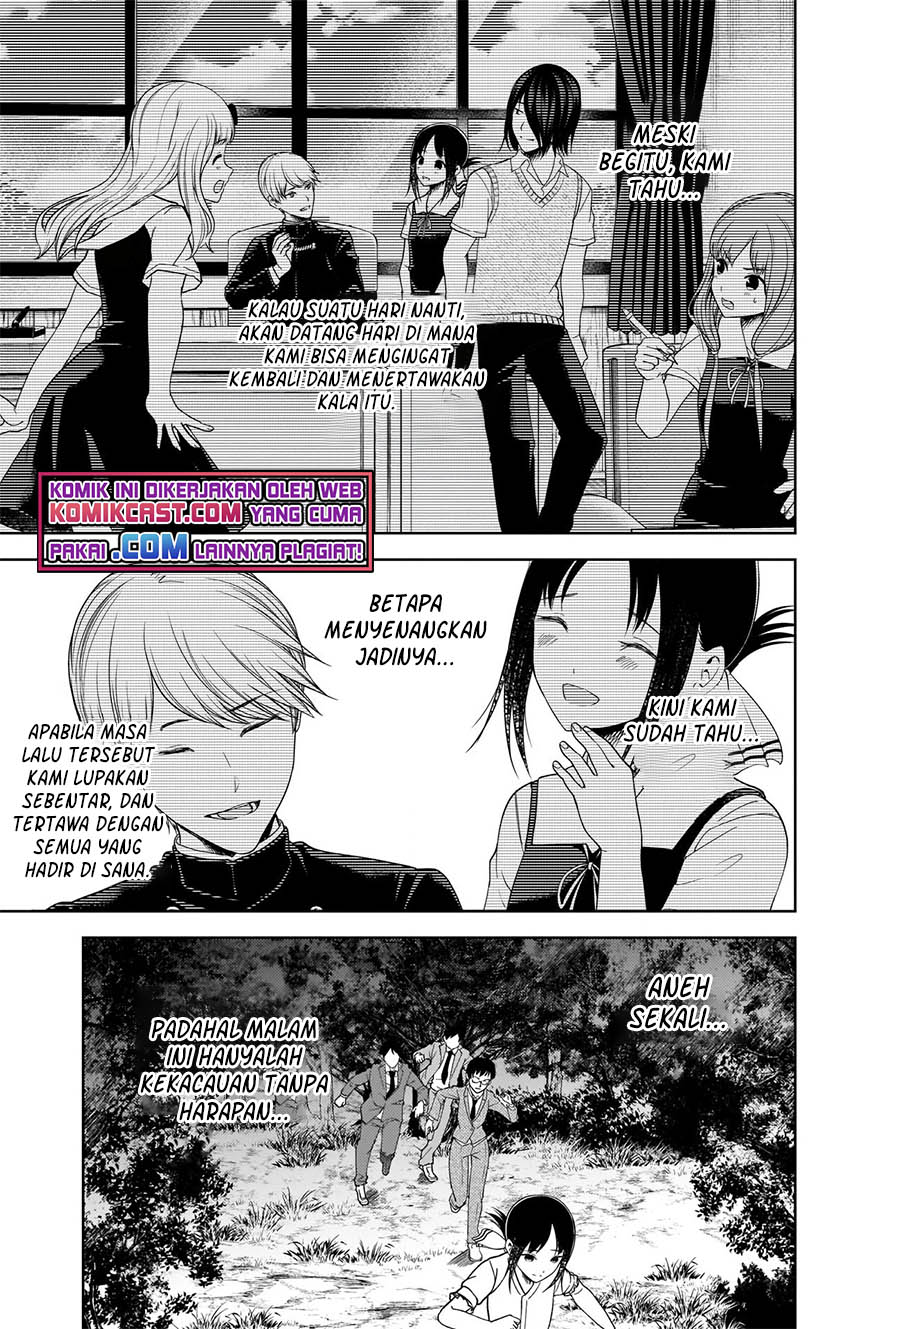 MESKI
BEGITU, KAMI
TAHU...
KALAU SUATU HARI NANTI,
AKAN DATANG HARI DI MANA
KAMI BISA MENGINGAT
KEMBALI DAN MENERTAWAKAN
KALA ITU.
KOMIK INI DIKERJAKAN OLEH WEB
KOMIKCAST.COM YANG CUMA
PAKAI .COM LAINNYA PLAGIAT!
KINI KAMI
SUDAH TAHU...
BETAPA
MENYENANGKAN
JADINYA...
APABILA MASA
LALU TERSEBUT
KAMI LUPAKAN
SEBENTAR, DAN
TERTAWA DENGAN
SEMUA YANG
HADIR DI SANA.
ANEH
SEKALI...
PADAHAL MALAM
INI HANYALAH
KEKACAUAN TANPA
HARAPAN...